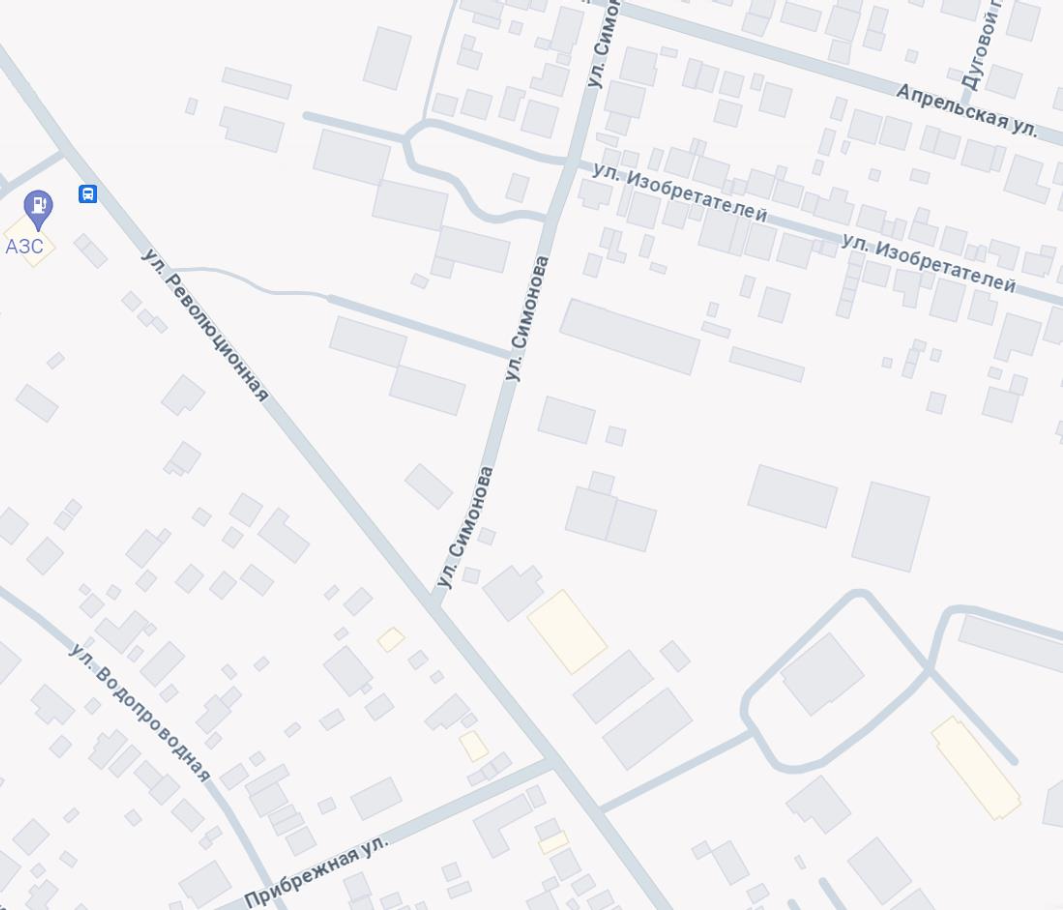 ул. Симон
Дуговой п
Апрельская ул.
ул. Изобретателей
ул. Изобретателей
АЗС
ул. Революционная
ул. Симонова
ул. Симонова
ул. Водопроводная
Прибрежная ул.